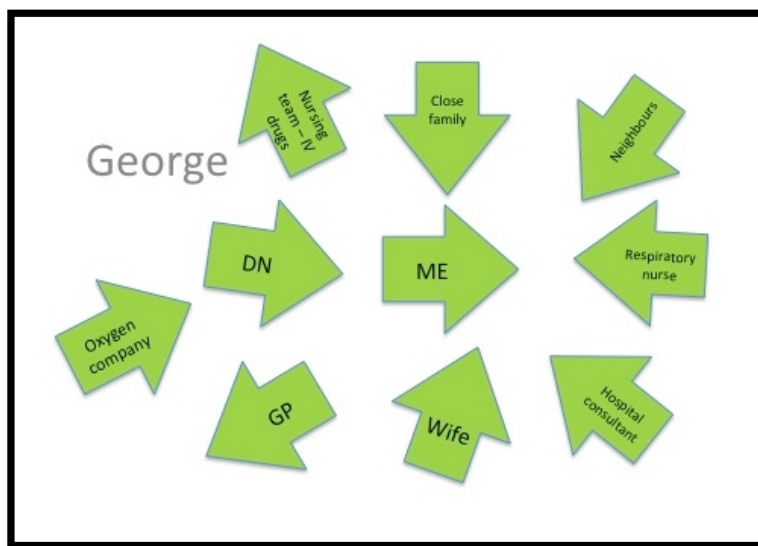 Nursing
team – IV
drugs
Close
family
Neighbours
George
DN
ME
Respiratory
nurse
Oxygen
company
GP
Wife
Hospital
consultant